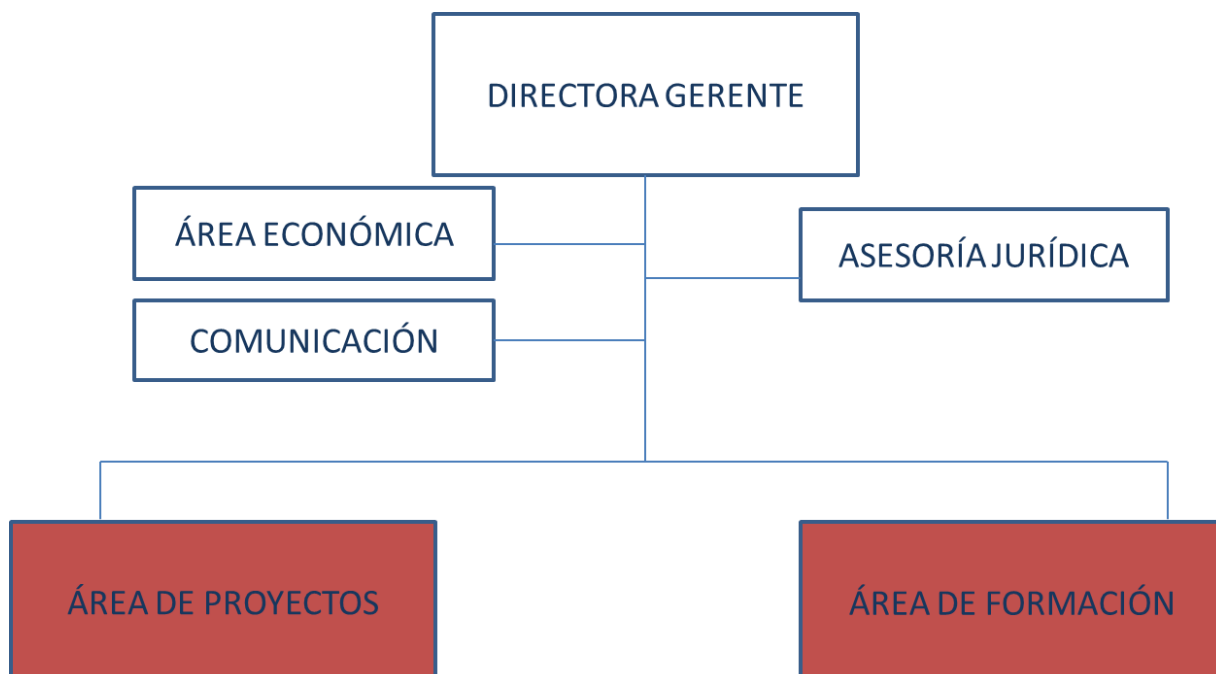 DIRECTORA GERENTE
ÁREA ECONÓMICA
ASESORÍA JURÍDICA
COMUNICACIÓN
ÁREA DE PROYECTOS
ÁREA DE FORMACIÓN